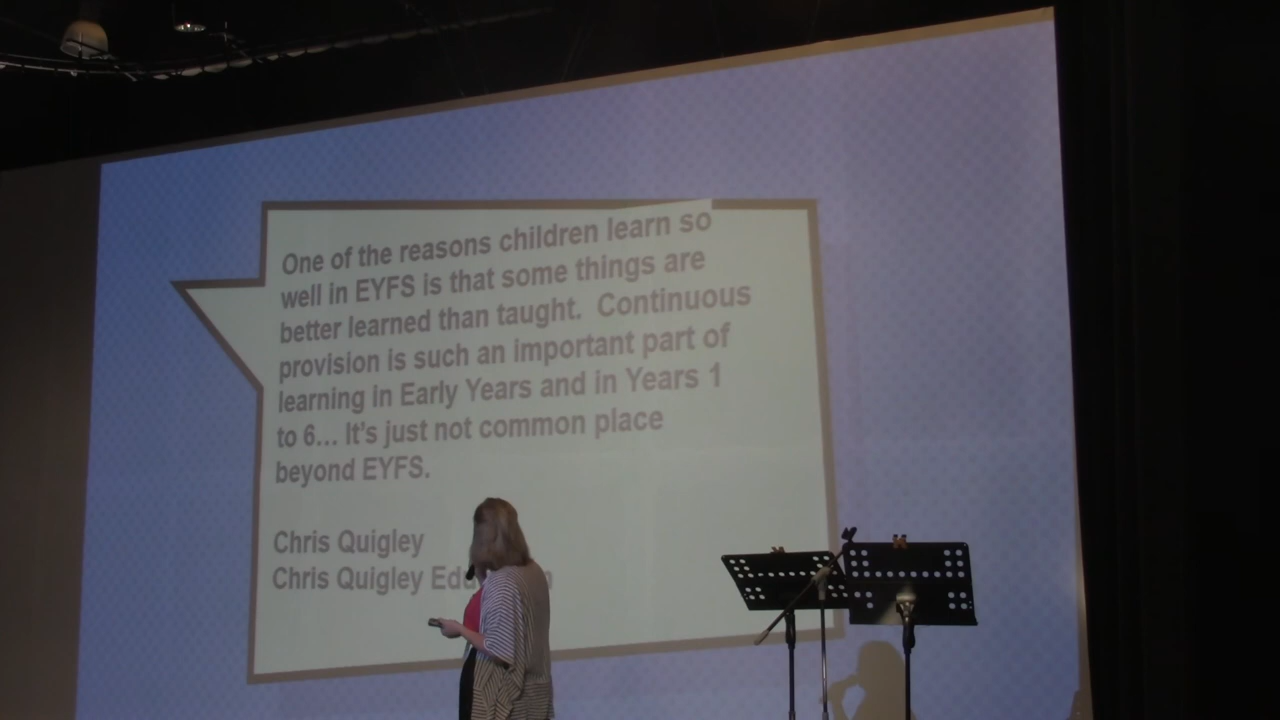 One of the reasons children learn so
well in EYFS is that some things are
better learned than taught.  Continuous
provision is such an important part of
learning in Early Years and in Years 1
to 6... It's just not common place
beyond EYFS.
Chris Quigley
Chris Quigley